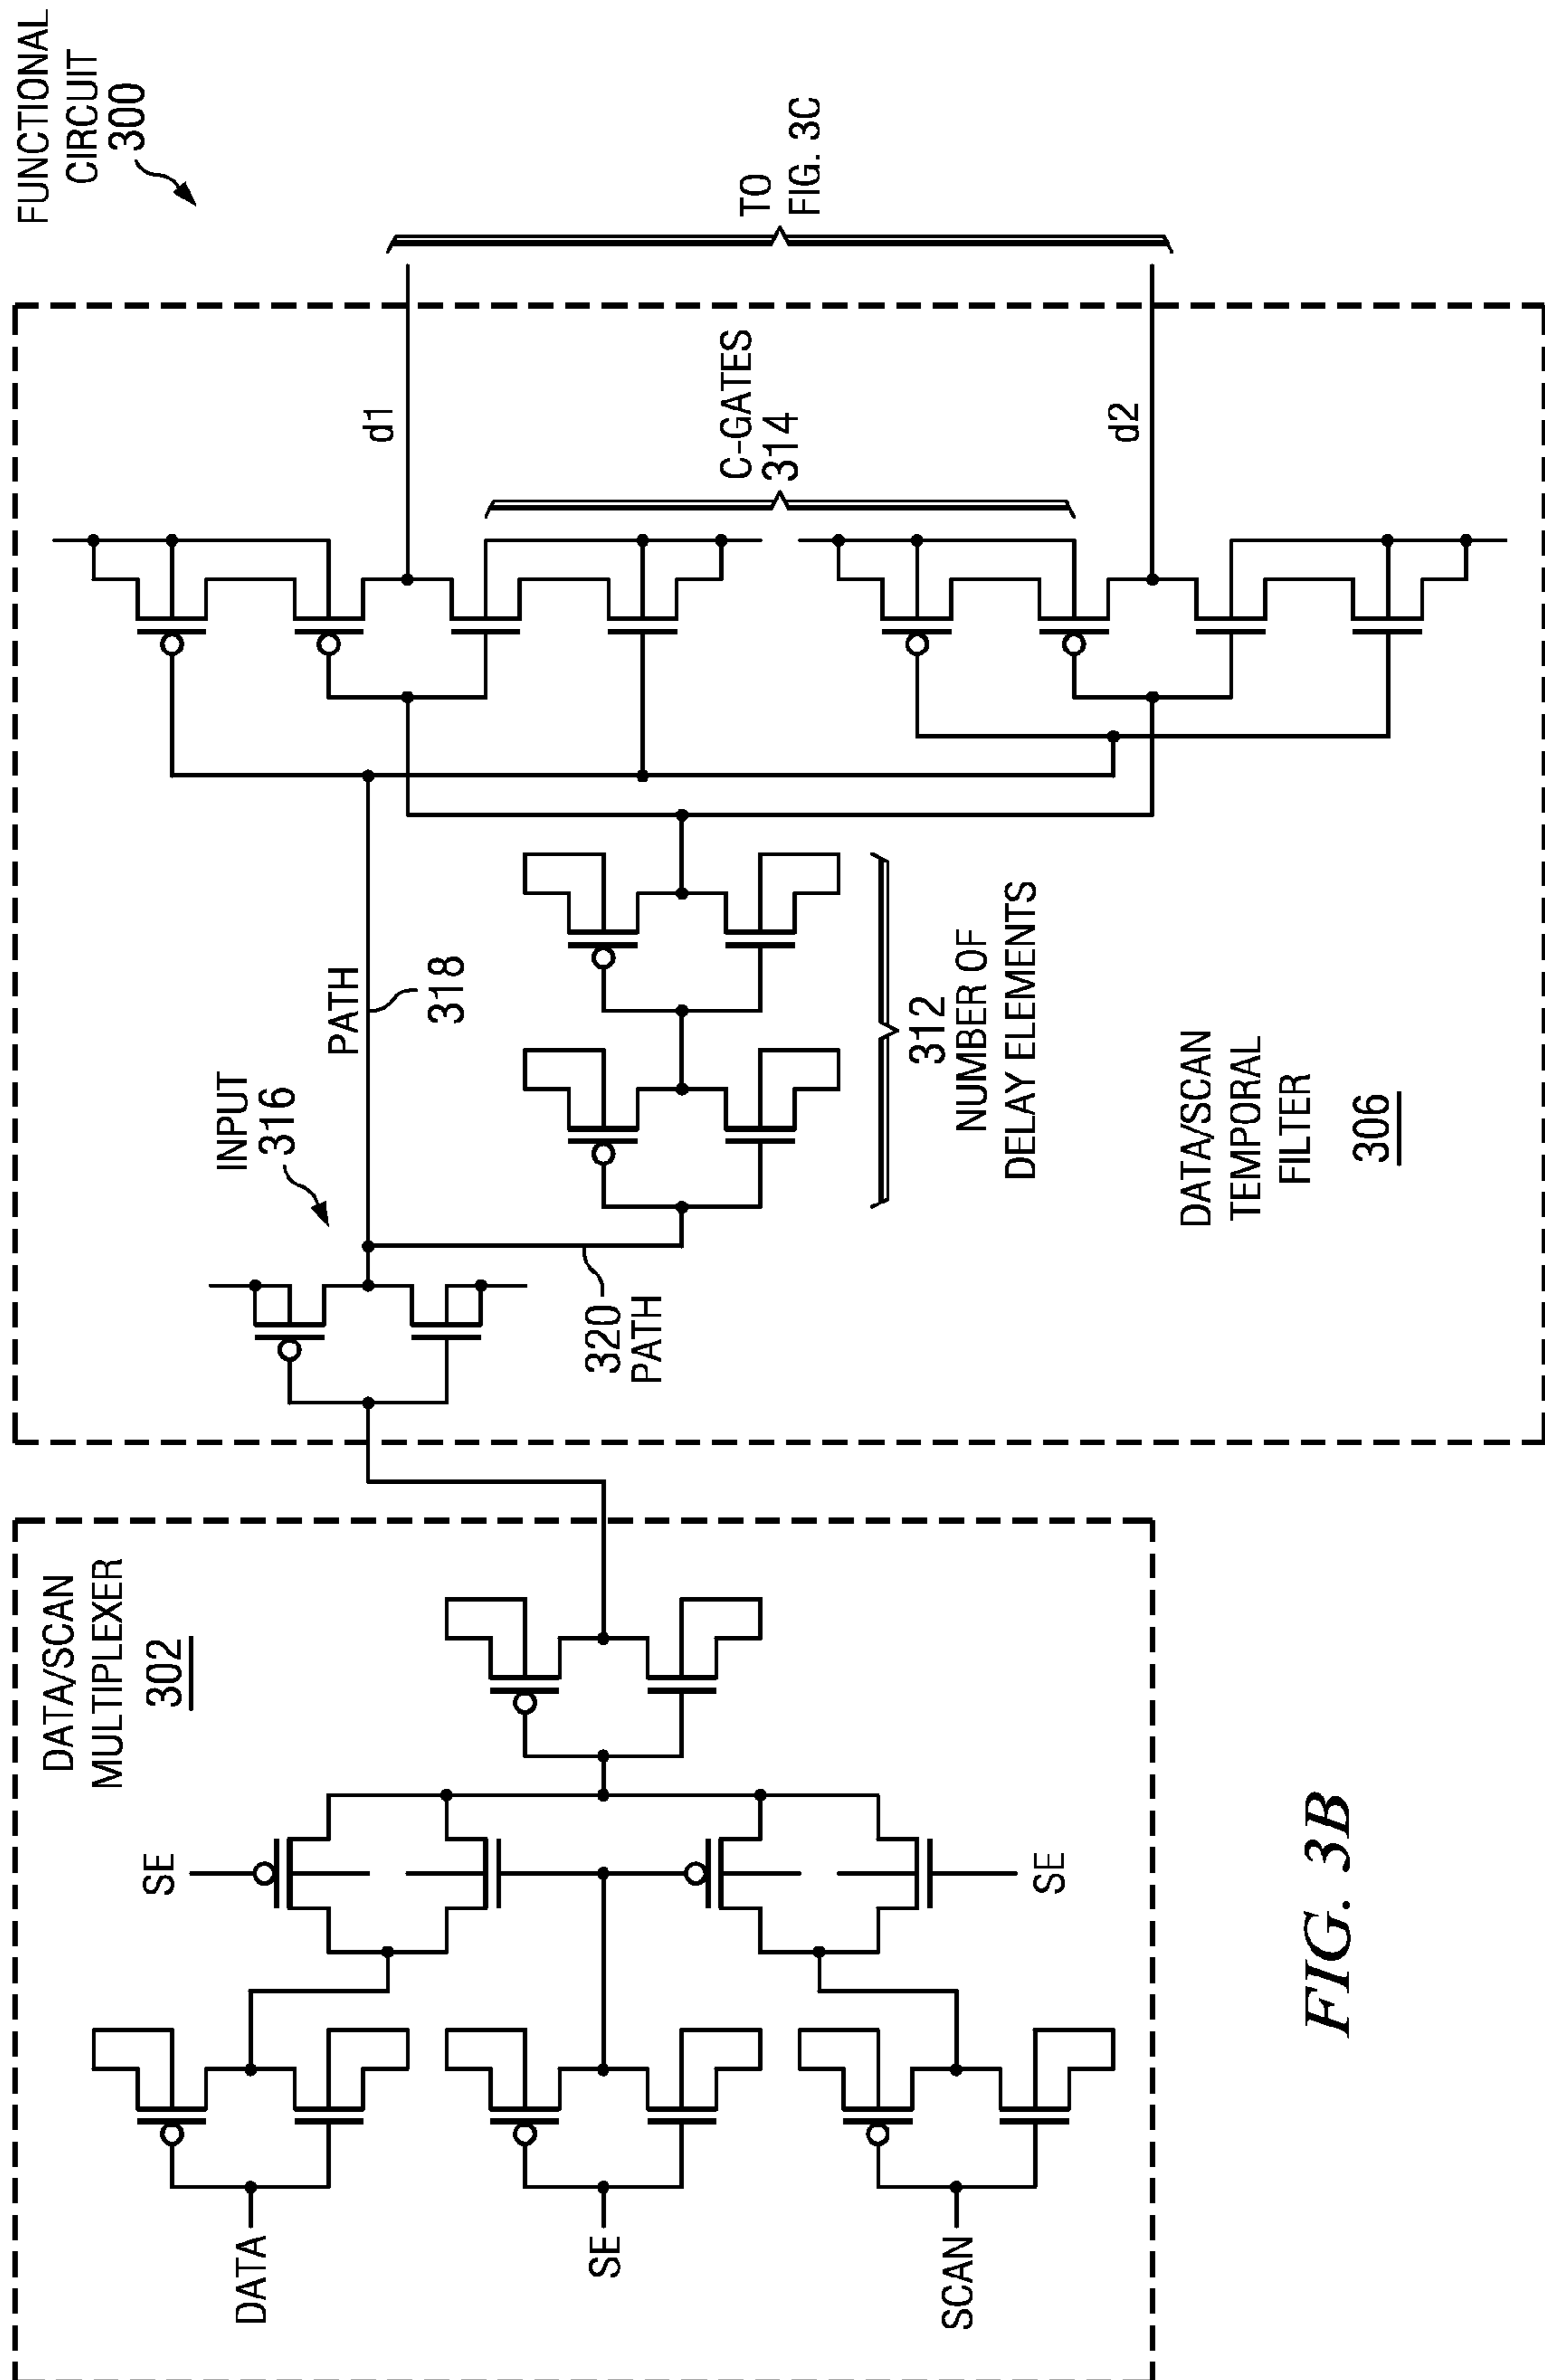 FUNCTIONAL
CIRCUIT
300
DATA/SCAN
MULTIPLEXER
302
SE
DATA
SE
SCAN
SE
INPUT
316
PATH
318
320
PATH
312
NUMBER OF
DELAY ELEMENTS
d1
C-GATES
314
d2
TO
FIG. 3C
DATA/SCAN
TEMPORAL
FILTER
306
FIG. 3B